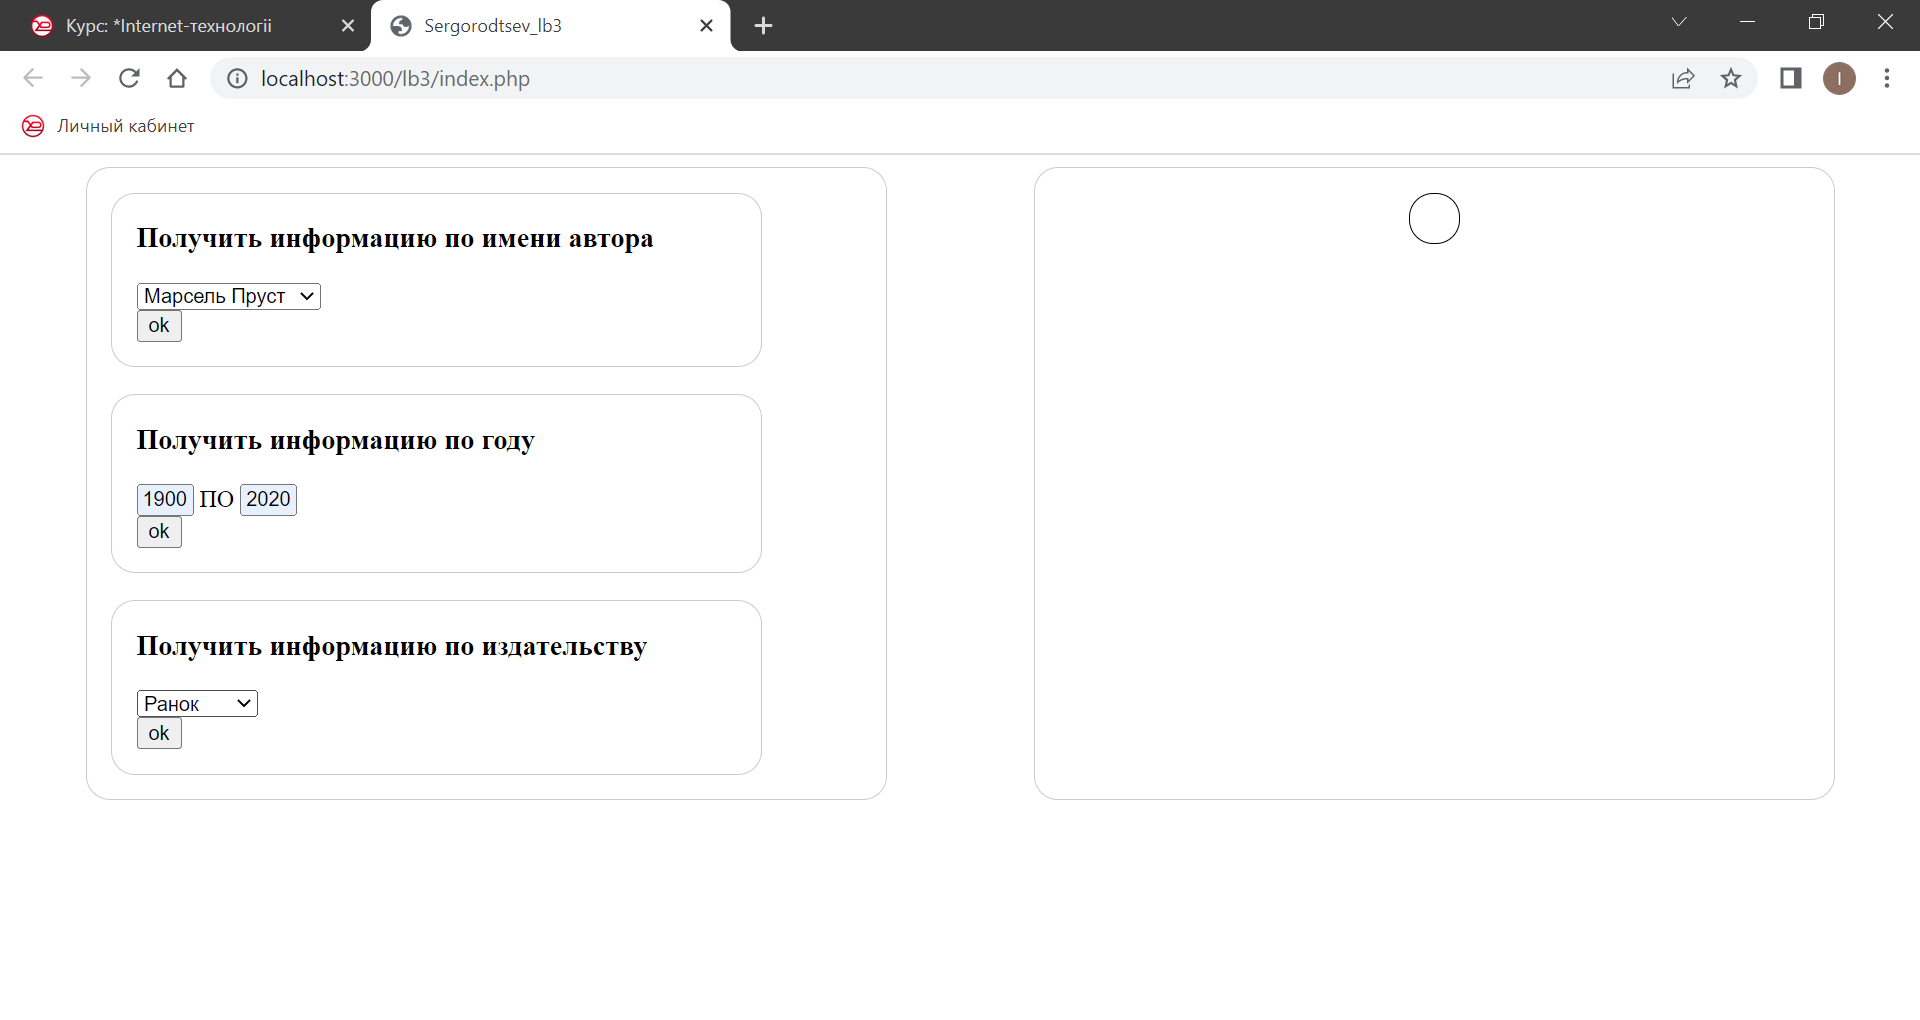 Курс: *Internet-технологіі
Sergorodtsev_lb3
localhost:3000/lb3/index.php
I
Личный кабинет
Получить информацию по имени автора
Марсель Пруст
ok
Получить информацию по году
1900 ПО 2020
ok
Получить информацию по издательству
Ранок
ok